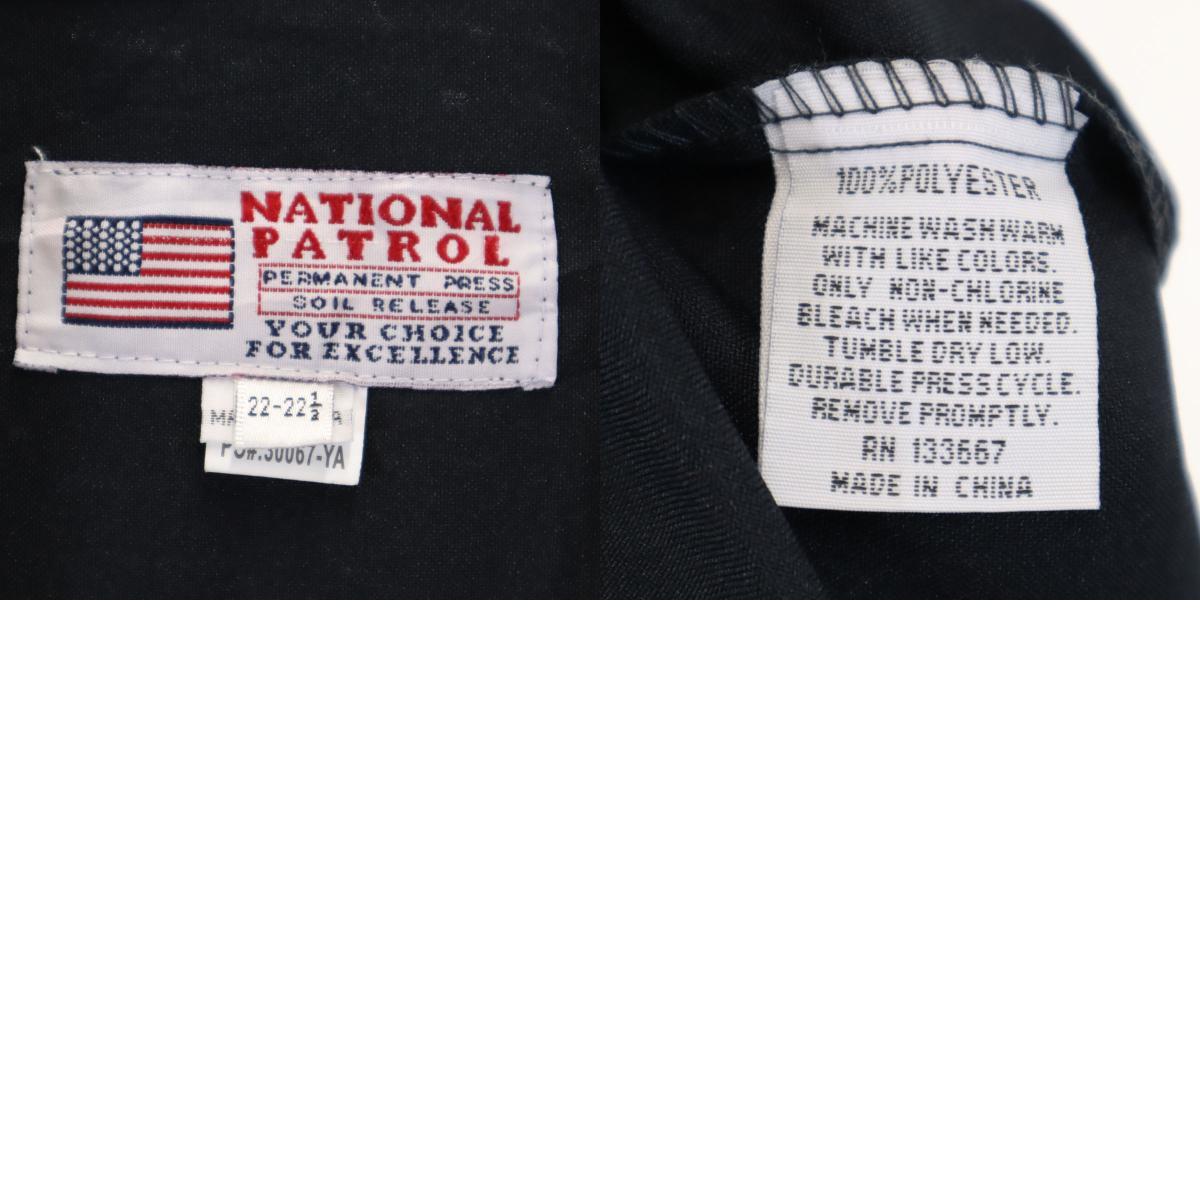 NATIONAL
PATROL
PERMANENT PRESS
SOIL RELEASE
YOUR CHOICE
FOR EXCELLENCE
22-22½
100%POLYESTER
MACHINE WASH WARM
WITH LIKE COLORS.
ONLY NON-CHLORINE
BLEACH WHEN NEEDED.
TUMBLE DRY LOW.
DURABLE PRESS CYCLE.
REMOVE PROMPTLY.
RN 133667
MADE IN CHINA